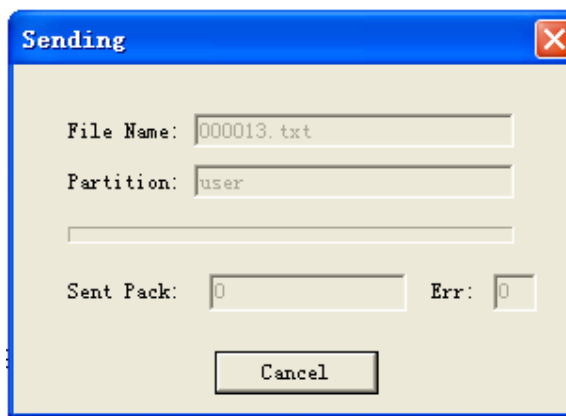 Sending
File Name: 000013.txt
Partition: user
Sent Pack: 0 Err: 0
Cancel